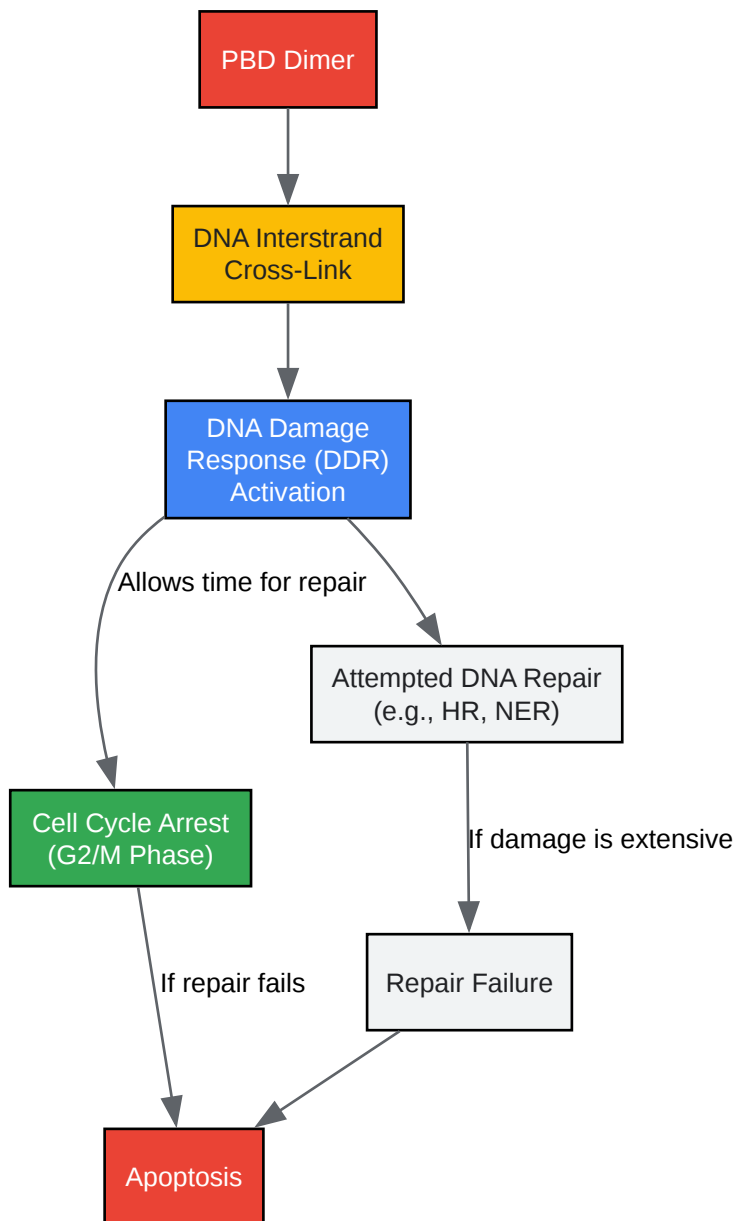 PBD Dimer
DNA Interstrand
Cross-Link
DNA Damage
Response (DDR)
Activation
Allows time for repair
Attempted DNA Repair
(e.g., HR, NER)
Cell Cycle Arrest
(G2/M Phase)
If damage is extensive
If repair fails
Repair Failure
Apoptosis